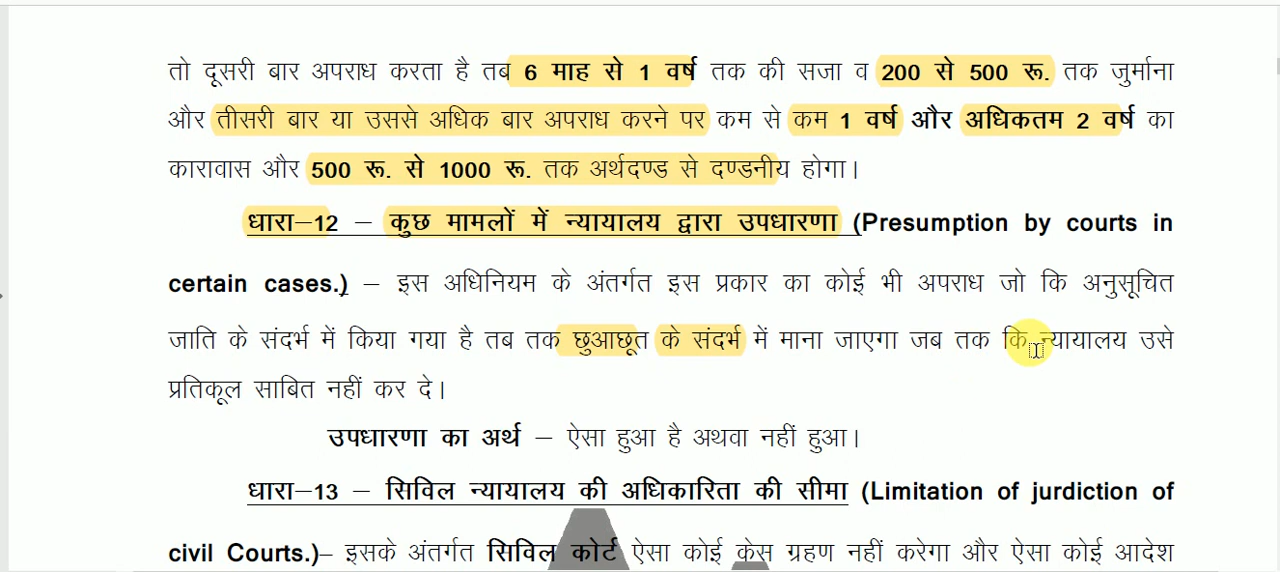 तो दूसरी बार अपराध करता है तब 6 माह से 1 वर्ष तक की सजा व 200 से 500 रू. तक जुर्माना
और तीसरी बार या उससे अधिक बार अपराध करने पर कम से कम 1 वर्ष और अधिकतम 2 वर्ष का
कारावास और 500 रू. से 1000 रू. तक अर्थदण्ड से दण्डनीय होगा।
धारा–12 – कुछ मामलों में न्यायालय द्वारा उपधारणा (Presumption by courts in
certain cases.) – इस अधिनियम के अंतर्गत इस प्रकार का कोई भी अपराध जो कि अनुसूचित
जाति के संदर्भ में किया गया है तब तक छुआछूत के संदर्भ में माना जाएगा जब तक कि न्यायालय उसे
प्रतिकूल साबित नहीं कर दे।
उपधारणा का अर्थ – ऐसा हुआ है अथवा नहीं हुआ।
धारा–13 – सिविल न्यायालय की अधिकारिता की सीमा (Limitation of jurdiction of
civil Courts.)– इसके अंतर्गत सिविल कोर्ट ऐसा कोई केस ग्रहण नहीं करेगा और ऐसा कोई आदेश